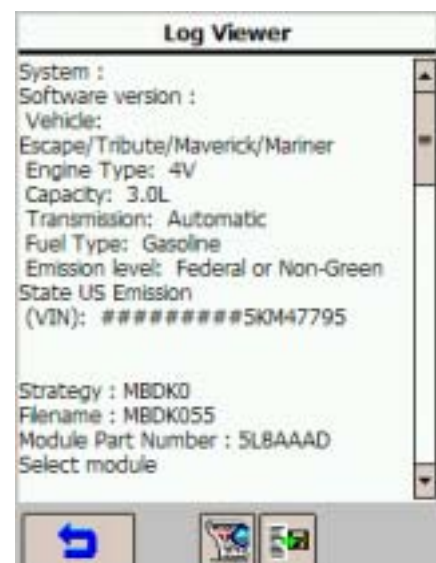 Log Viewer
System :
Software version :
Vehicle:
Escape/Tribute/Maverick/Mariner
Engine Type: 4V
Capacity: 3.0L
Transmission: Automatic
Fuel Type: Gasoline
Emission level: Federal or Non-Green
State US Emission
(VIN): #########5KM47795
Strategy : MBDK0
Filename : MBDK055
Module Part Number : 5L8AAAD
Select module